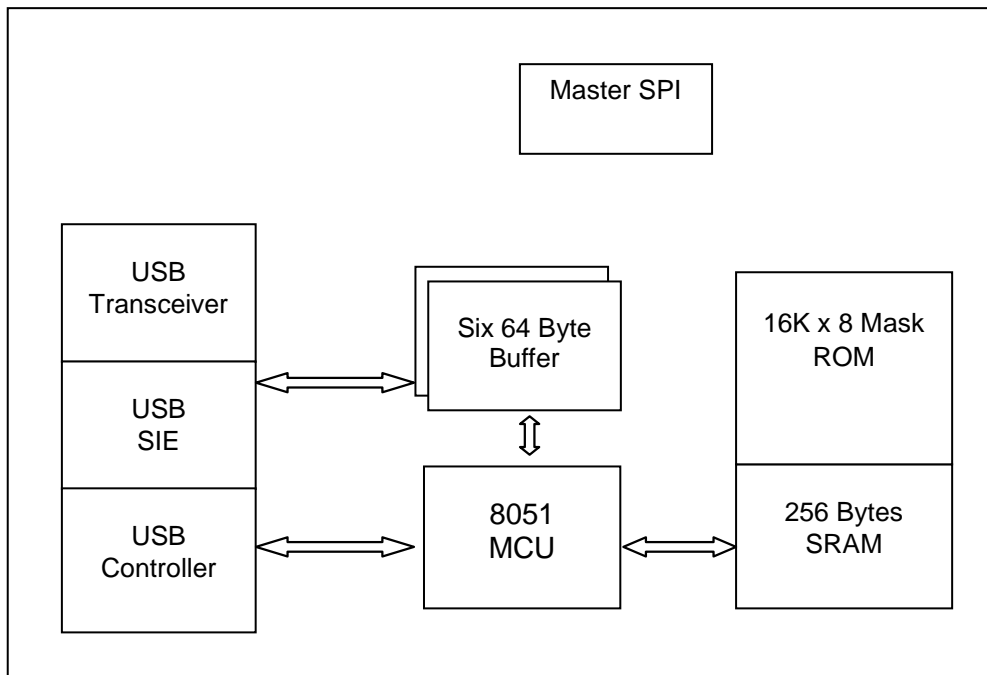 Master SPI
USB
Transceiver
USB
SIE
USB
Controller
Six 64 Byte
Buffer
8051
MCU
16K x 8 Mask
ROM
256 Bytes
SRAM